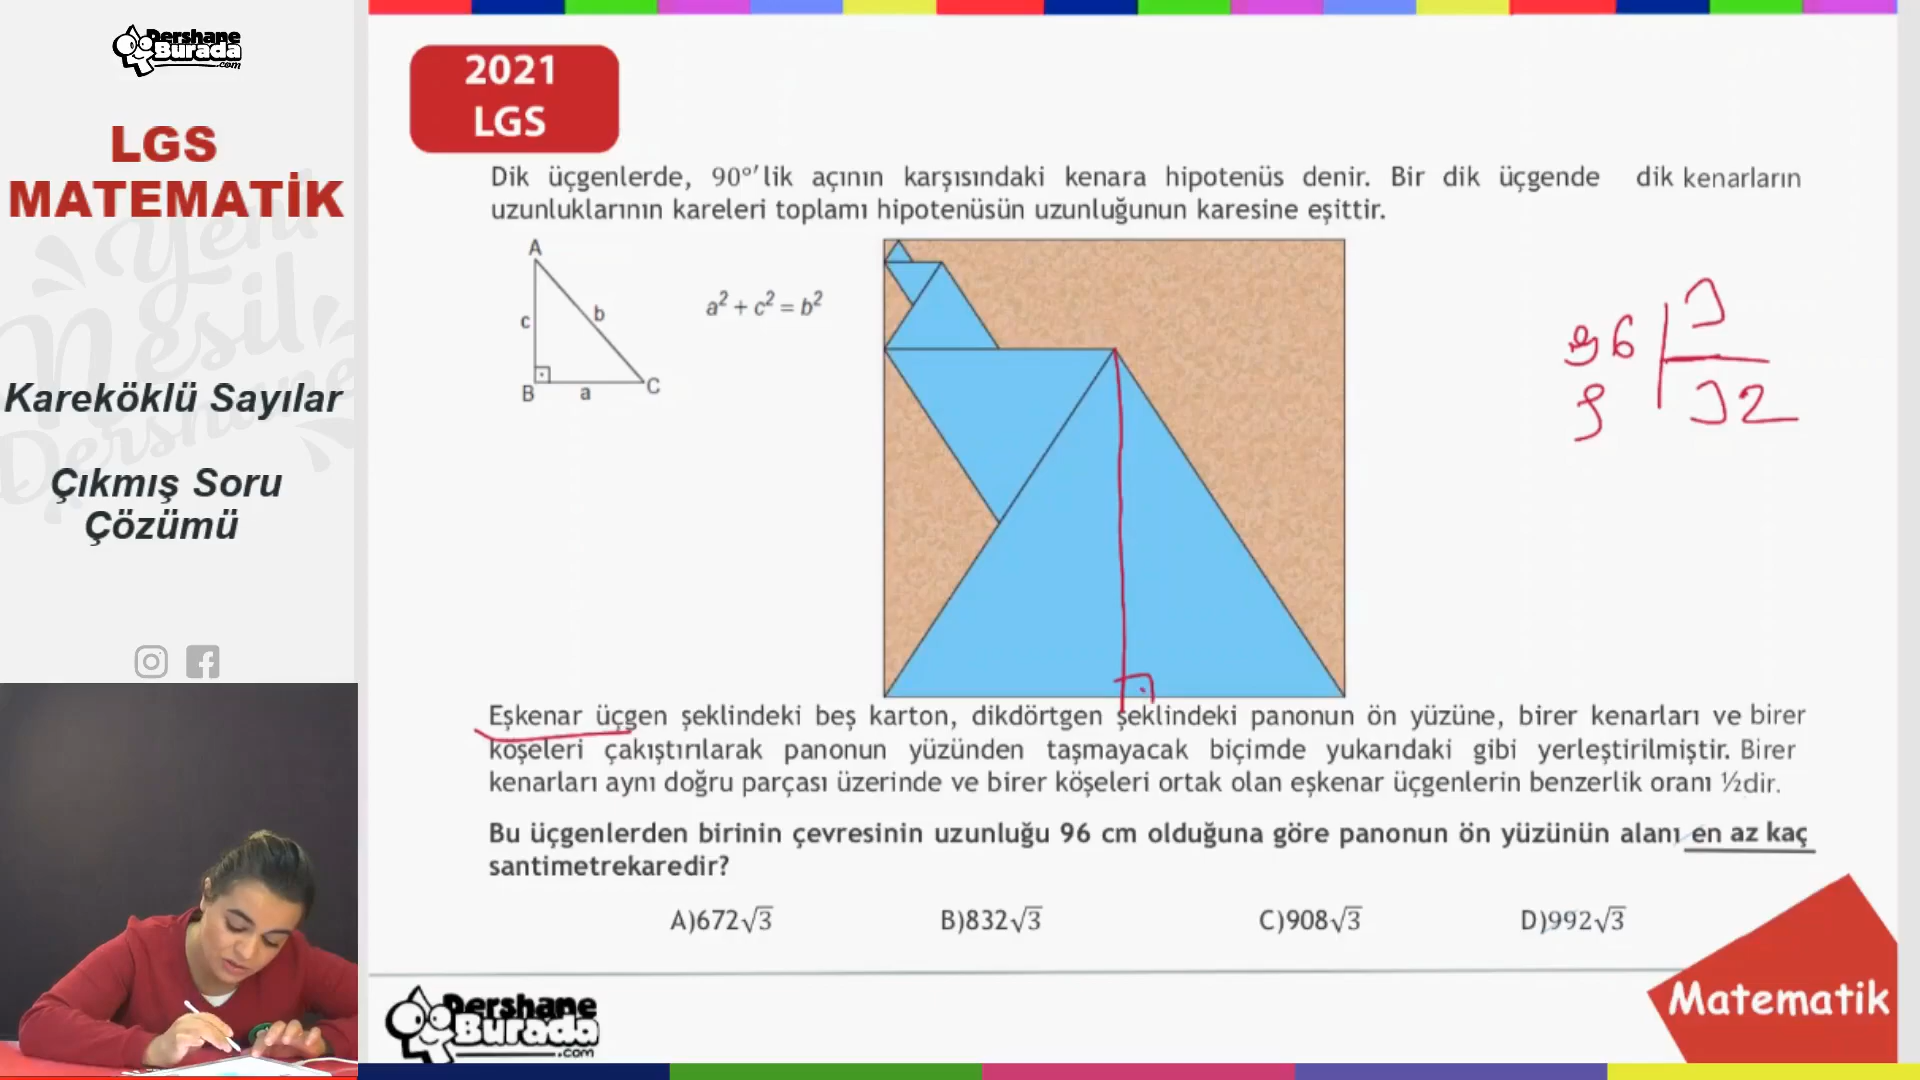 Dershane
Burada
.com
LGS
MATEMATİK
Yeni
Nesil
Dershane
Kareköklü Sayılar
Çıkmış Soru
Çözümü
2021
LGS
Dik üçgenlerde, 90°'lik açının karşısındaki kenara hipotenüs denir. Bir dik üçgende dik kenarların
uzunluklarının kareleri toplamı hipotenüsün uzunluğunun karesine eşittir.
A
c
b
B
a
C
a² + c² = b²
96
3
9
32
Eşkenar üçgen şeklindeki beş karton, dikdörtgen şeklindeki panonun ön yüzüne, birer kenarları ve birer
köşeleri çakıştırılarak panonun yüzünden taşmayacak biçimde yukarıdaki gibi yerleştirilmiştir. Birer
kenarları aynı doğru parçası üzerinde ve birer köşeleri ortak olan eşkenar üçgenlerin benzerlik oranı ½dir.
Bu üçgenlerden birinin çevresinin uzunluğu 96 cm olduğuna göre panonun ön yüzünün alanı en az kaç
santimetrekaredir?
A)672√3 B)832√3 C)908√3 D)992√3
Dershane
Burada
.com
Matematik